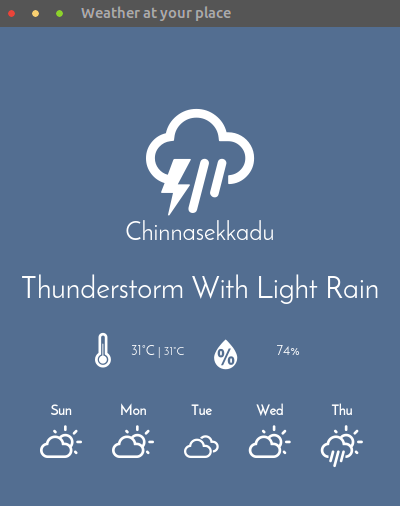 Weather at your place
Chinnasekkadu
Thunderstorm With Light Rain
31°C | 31°C % 74%
Sun Mon Tue Wed Thu